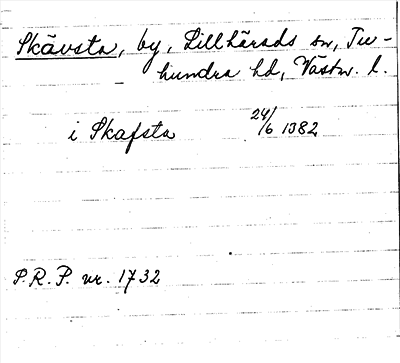 Skävsta, by, Lillhärads sn, Tu-
hundra hd, Västm. l.
i Skafsta 24/6 1382
S.R.P. nr. 1732